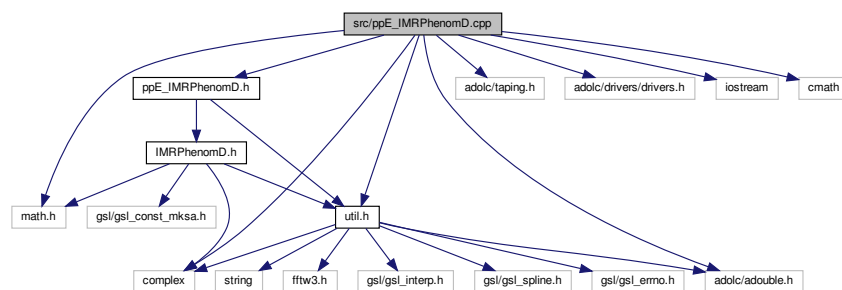 src/ppE_IMRPhenomD.cpp
ppE_IMRPhenomD.h
adolc/taping.h
adolc/drivers/drivers.h
iostream
cmath
IMRPhenomD.h
math.h
gsl/gsl_const_mksa.h
util.h
complex
string
fftw3.h
gsl/gsl_interp.h
gsl/gsl_spline.h
gsl/gsl_errno.h
adolc/adouble.h